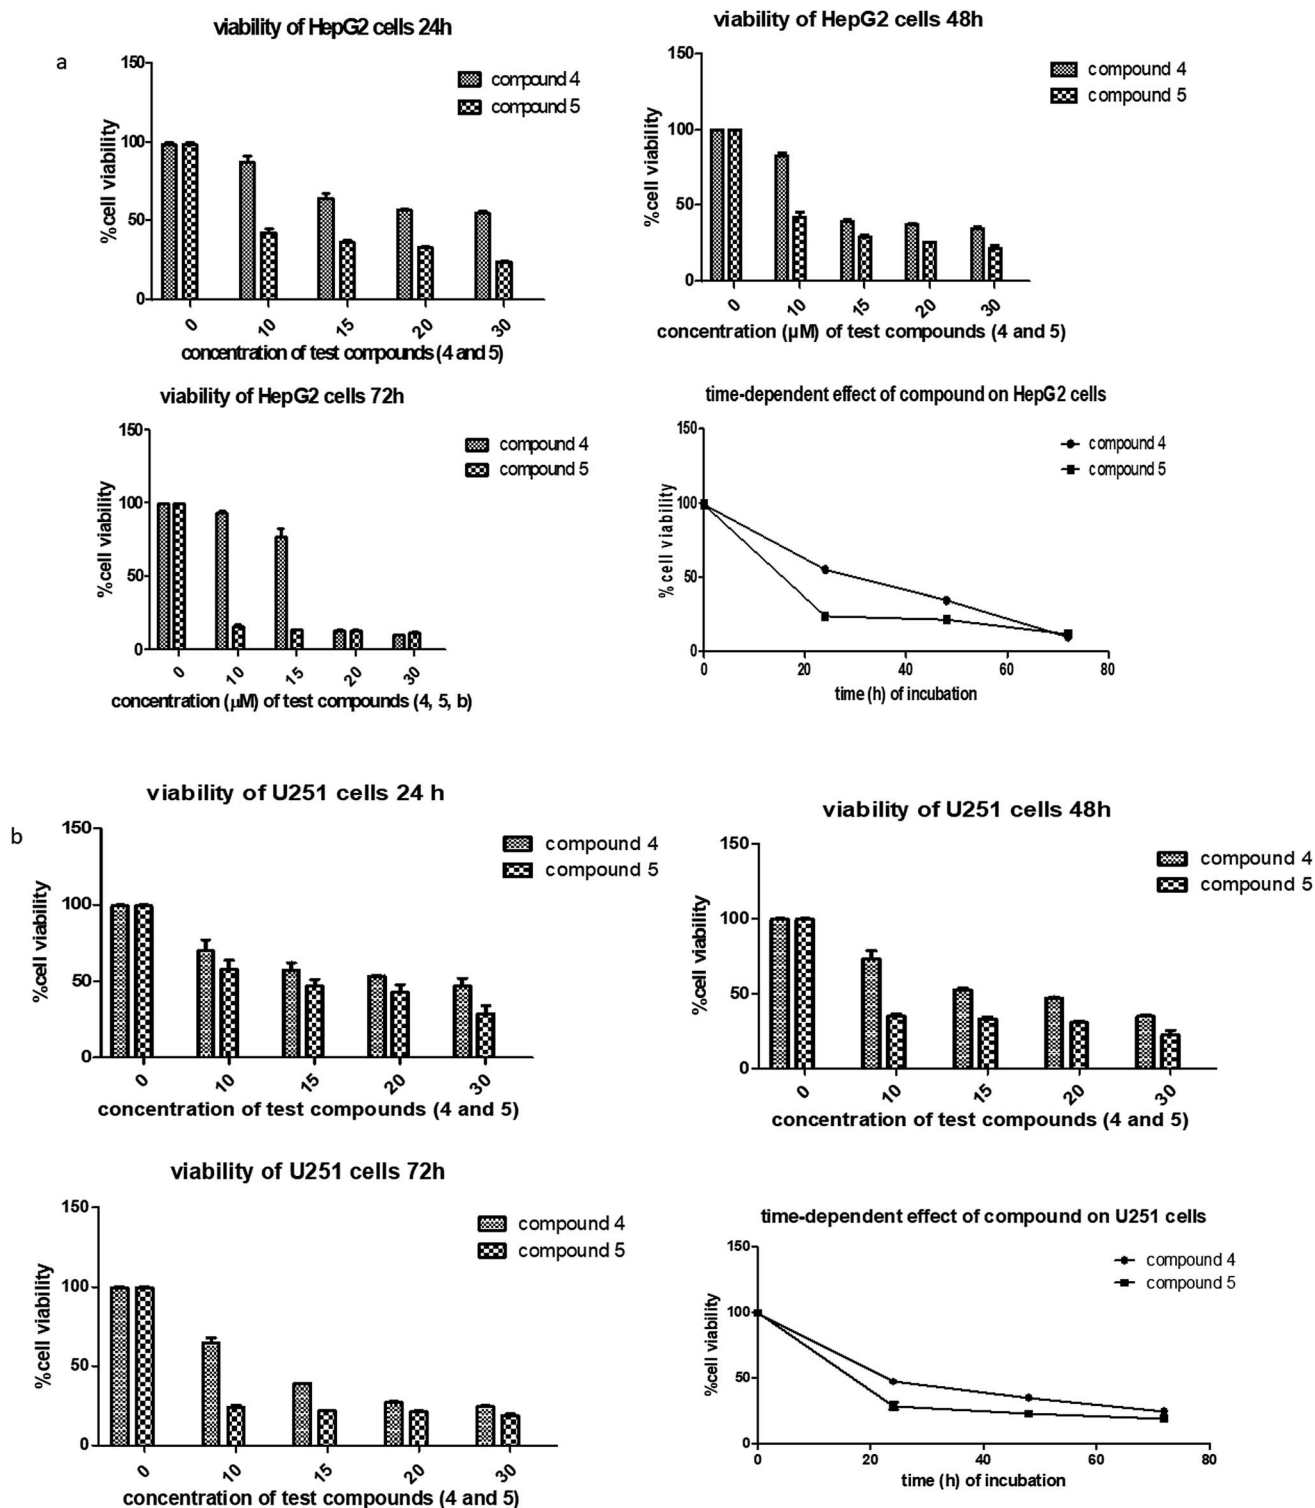 a
viability of HepG2 cells 24h
150
100
50
0
%cell viability
compound 4
compound 5
0 10 15 20 30
concentration of test compounds (4 and 5)
viability of HepG2 cells 48h
150
100
50
0
%cell viability
compound 4
compound 5
0 10 15 20 30
concentration (µM) of test compounds (4 and 5)
viability of HepG2 cells 72h
150
100
50
0
%cell viability
compound 4
compound 5
0 10 15 20 30
concentration (µM) of test compounds (4, 5, b)
time-dependent effect of compound on HepG2 cells
150
100
50
0
% cell viability
compound 4
compound 5
0 20 40 60 80
time (h) of incubation
b
viability of U251 cells 24 h
150
100
50
0
%cell viability
compound 4
compound 5
0 10 15 20 30
concentration of test compounds (4 and 5)
viability of U251 cells 48h
150
100
50
0
%cell viability
compound 4
compound 5
0 10 15 20 30
concentration of test compounds (4 and 5)
viability of U251 cells 72h
150
100
50
0
%cell viability
compound 4
compound 5
0 10 15 20 30
concentration of test compounds (4 and 5)
time-dependent effect of compound on U251 cells
150
100
50
0
%cell viability
compound 4
compound 5
0 20 40 60 80
time (h) of incubation